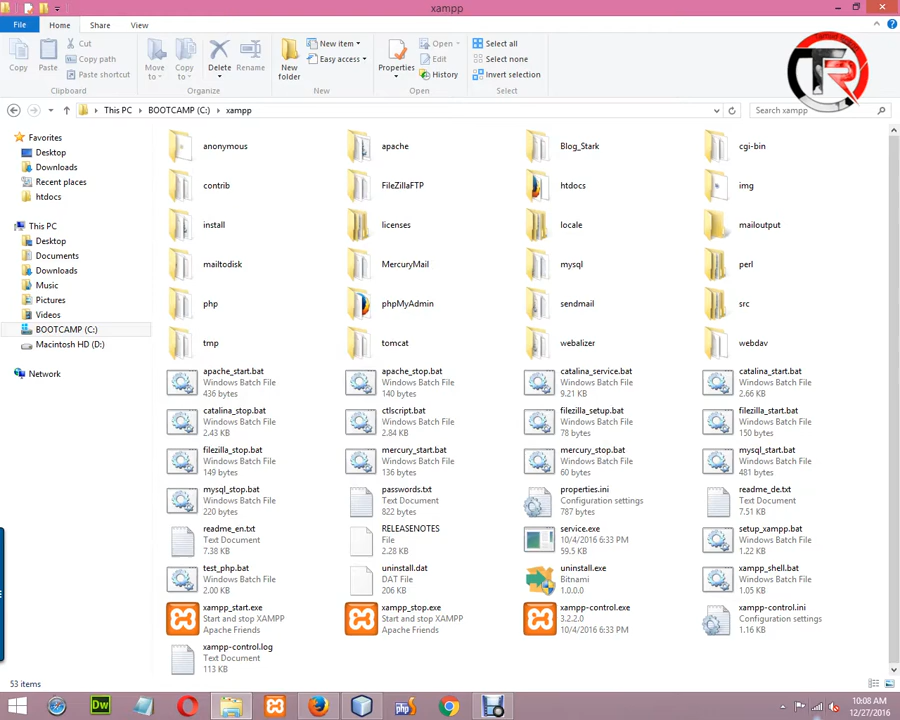 xampp
File
Home
Share
View
Copy
Paste
Cut
Copy path
Paste shortcut
Clipboard
Move to
Copy to
Delete
Rename
Organize
New folder
New item
Easy access
New
Properties
Open
Edit
History
Open
Select all
Select none
Invert selection
Select
TR
This PC
BOOTCAMP (C:)
xampp
Search xampp
Favorites
Desktop
Downloads
Recent places
htdocs
This PC
Desktop
Documents
Downloads
Music
Pictures
Videos
BOOTCAMP (C:)
Macintosh HD (D:)
Network
anonymous
apache
Blog_Stark
cgi-bin
contrib
FileZillaFTP
htdocs
img
install
licenses
locale
mailoutput
mailtodisk
MercuryMail
mysql
perl
php
phpMyAdmin
sendmail
src
tmp
tomcat
webalizer
webdav
apache_start.bat
Windows Batch File
436 bytes
apache_stop.bat
Windows Batch File
140 bytes
catalina_service.bat
Windows Batch File
9.21 KB
catalina_start.bat
Windows Batch File
2.66 KB
catalina_stop.bat
Windows Batch File
2.43 KB
ctlscript.bat
Windows Batch File
2.84 KB
filezilla_setup.bat
Windows Batch File
78 bytes
filezilla_start.bat
Windows Batch File
150 bytes
filezilla_stop.bat
Windows Batch File
149 bytes
mercury_start.bat
Windows Batch File
136 bytes
mercury_stop.bat
Windows Batch File
60 bytes
mysql_start.bat
Windows Batch File
481 bytes
mysql_stop.bat
Windows Batch File
220 bytes
passwords.txt
Text Document
822 bytes
properties.ini
Configuration settings
787 bytes
readme_de.txt
Text Document
7.51 KB
readme_en.txt
Text Document
7.38 KB
RELEASENOTES
File
2.28 KB
service.exe
10/4/2016 6:33 PM
59.5 KB
setup_xampp.bat
Windows Batch File
1.22 KB
test_php.bat
Windows Batch File
2.00 KB
uninstall.dat
DAT File
206 KB
uninstall.exe
Bitnami
1.0.0.0
xampp_shell.bat
Windows Batch File
1.05 KB
xampp_start.exe
Start and stop XAMPP
Apache Friends
xampp_stop.exe
Start and stop XAMPP
Apache Friends
xampp-control.exe
3.2.2.0
10/4/2016 6:33 PM
xampp-control.ini
Configuration settings
1.16 KB
xampp-control.log
Text Document
113 KB
53 items
Dw
php
10:08 AM
12/27/2016